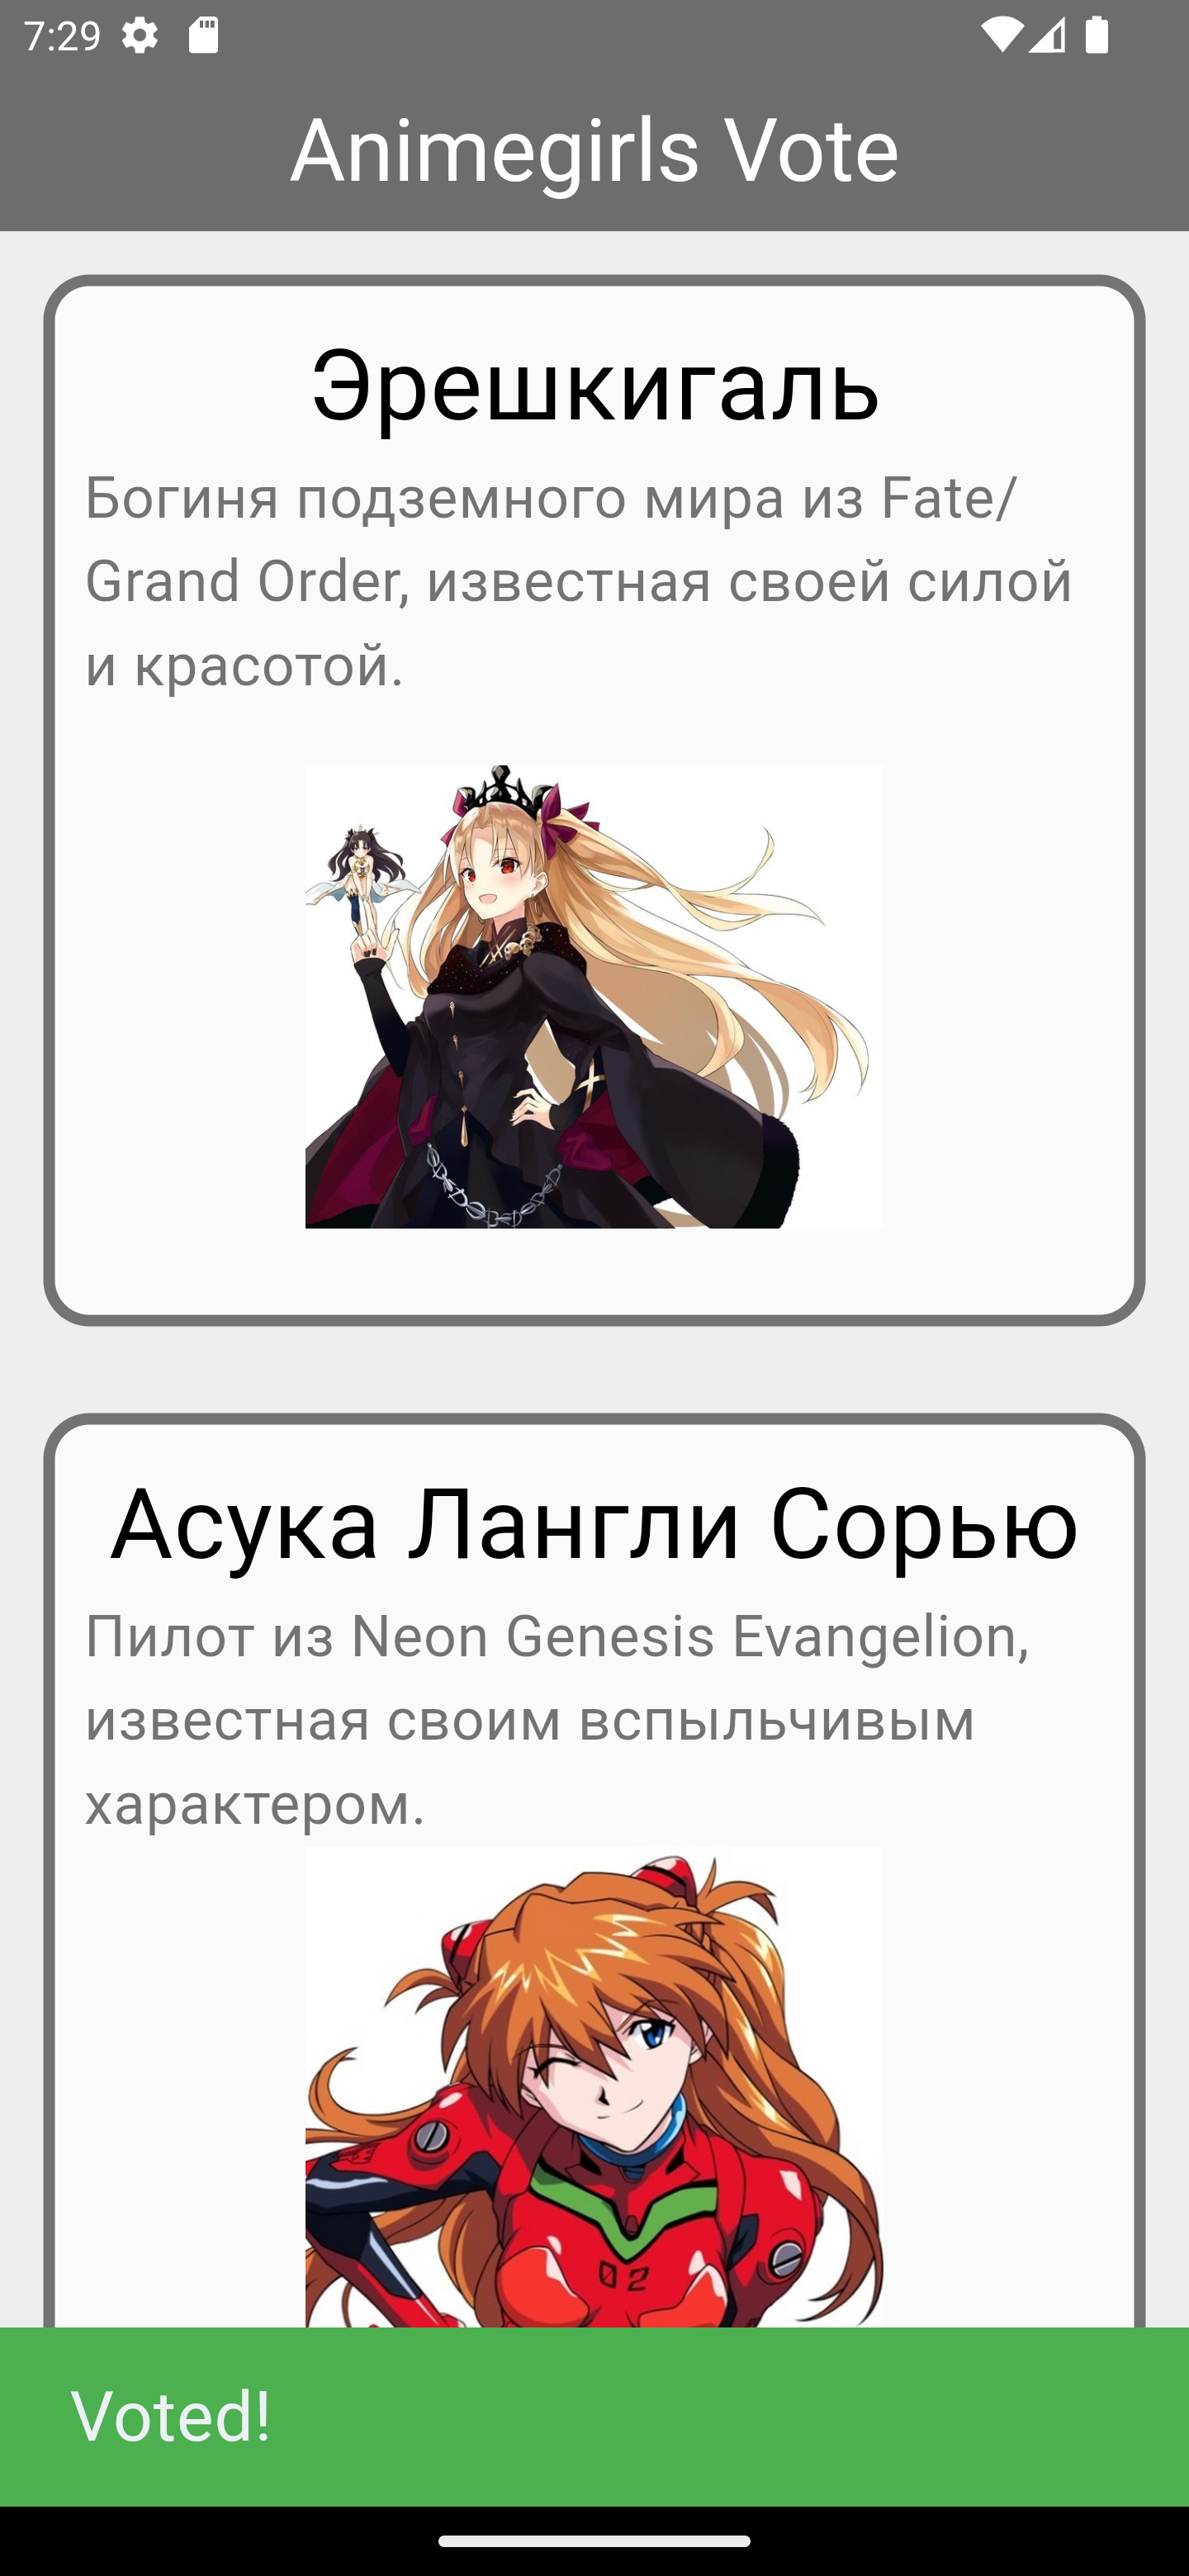 7:29
Animegirls Vote
Эрешкигаль
Богиня подземного мира из Fate/
Grand Order, известная своей силой
и красотой.
Асука Лангли Сорью
Пилот из Neon Genesis Evangelion,
известная своим вспыльчивым
характером.
02
Voted!